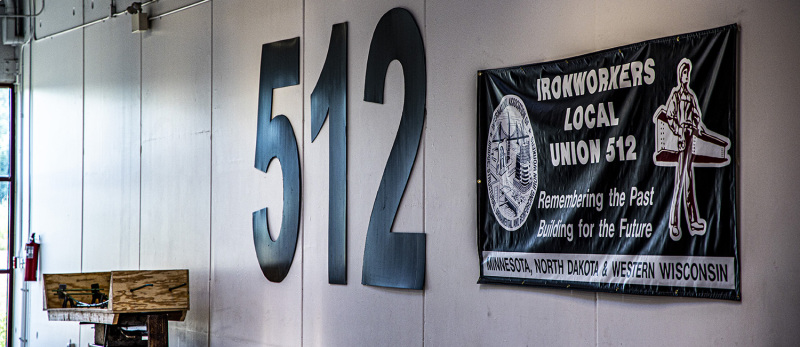 512
IRONWORKERS
LOCAL
UNION 512
Remembering the Past
Building for the Future
MINNESOTA, NORTH DAKOTA & WESTERN WISCONSIN